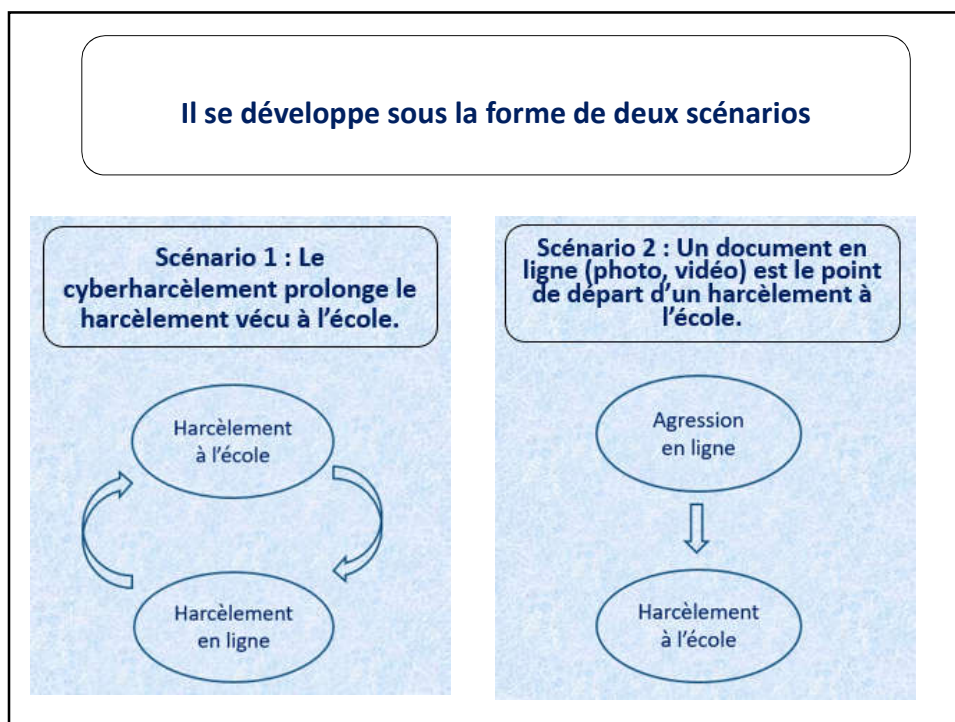 Il se développe sous la forme de deux scénarios
Scénario 1 : Le
cyberharcèlement prolonge le
harcèlement vécu à l'école.
Harcèlement
à l'école
Harcèlement
en ligne
Scénario 2 : Un document en
ligne (photo, vidéo) est le point
de départ d'un harcèlement à
l'école.
Agression
en ligne
Harcèlement
à l'école